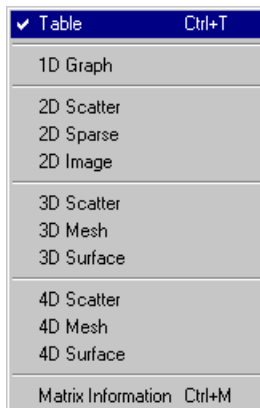 Table Ctrl+T
1D Graph
2D Scatter
2D Sparse
2D Image
3D Scatter
3D Mesh
3D Surface
4D Scatter
4D Mesh
4D Surface
Matrix Information Ctrl+M